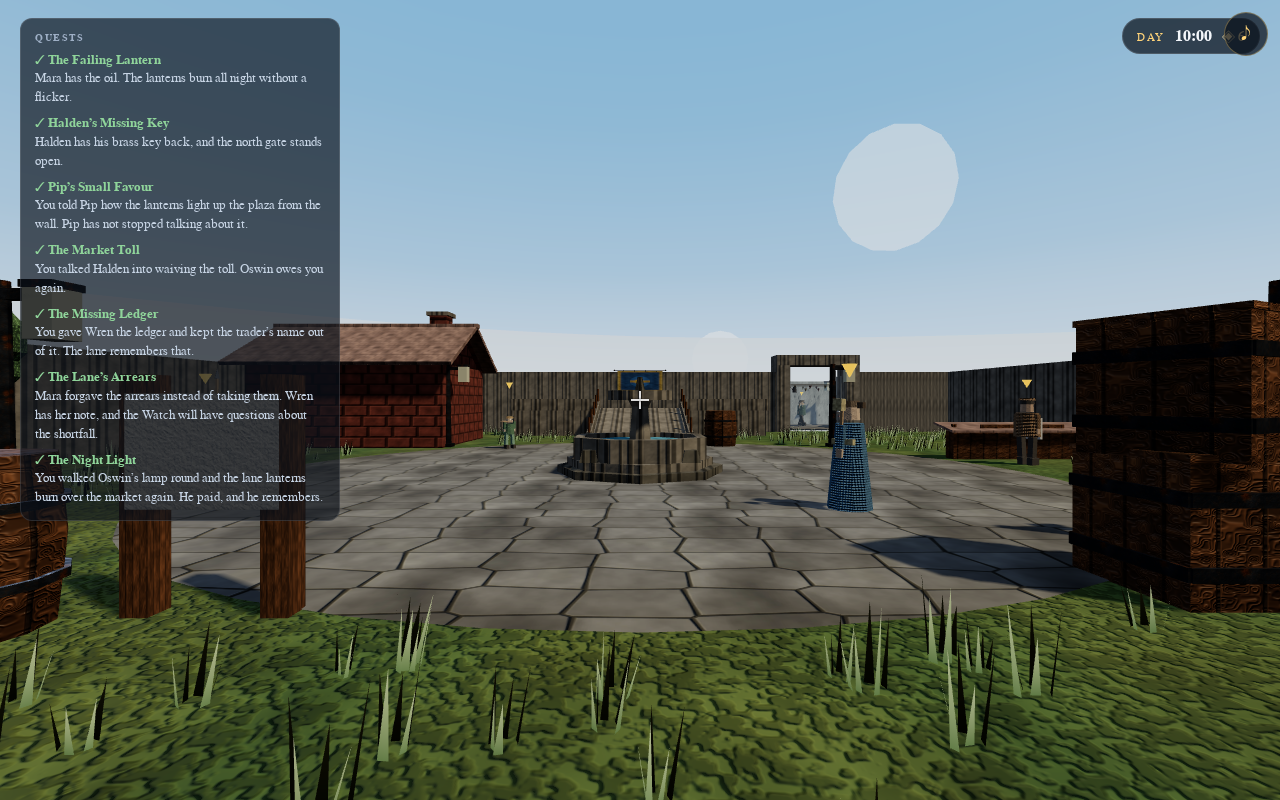 QUESTS
✓ The Failing Lantern
Mara has the oil. The lanterns burn all night without a
flicker.
✓ Halden’s Missing Key
Halden has his brass key back, and the north gate stands
open.
✓ Pip’s Small Favour
You told Pip how the lanterns light up the plaza from the
wall. Pip has not stopped talking about it.
✓ The Market Toll
You talked Halden into waiving the toll. Oswin owes you
again.
✓ The Missing Ledger
You gave Wren the ledger and kept the trader’s name out
of it. The lane remembers that.
✓ The Lane’s Arrears
Mara forgave the arrears instead of taking them. Wren
has her note, and the Watch will have questions about
the shortfall.
✓ The Night Light
You walked Oswin’s lamp round and the lane lanterns
burn over the market again. He paid, and he remembers.
DAY 10:00